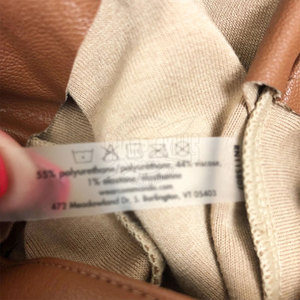 55% polyurethane/polyuréthane, 44% viscose,
1% elastane/élasthanne
472 Meadowland Dr, S. Burlington, VT 05403